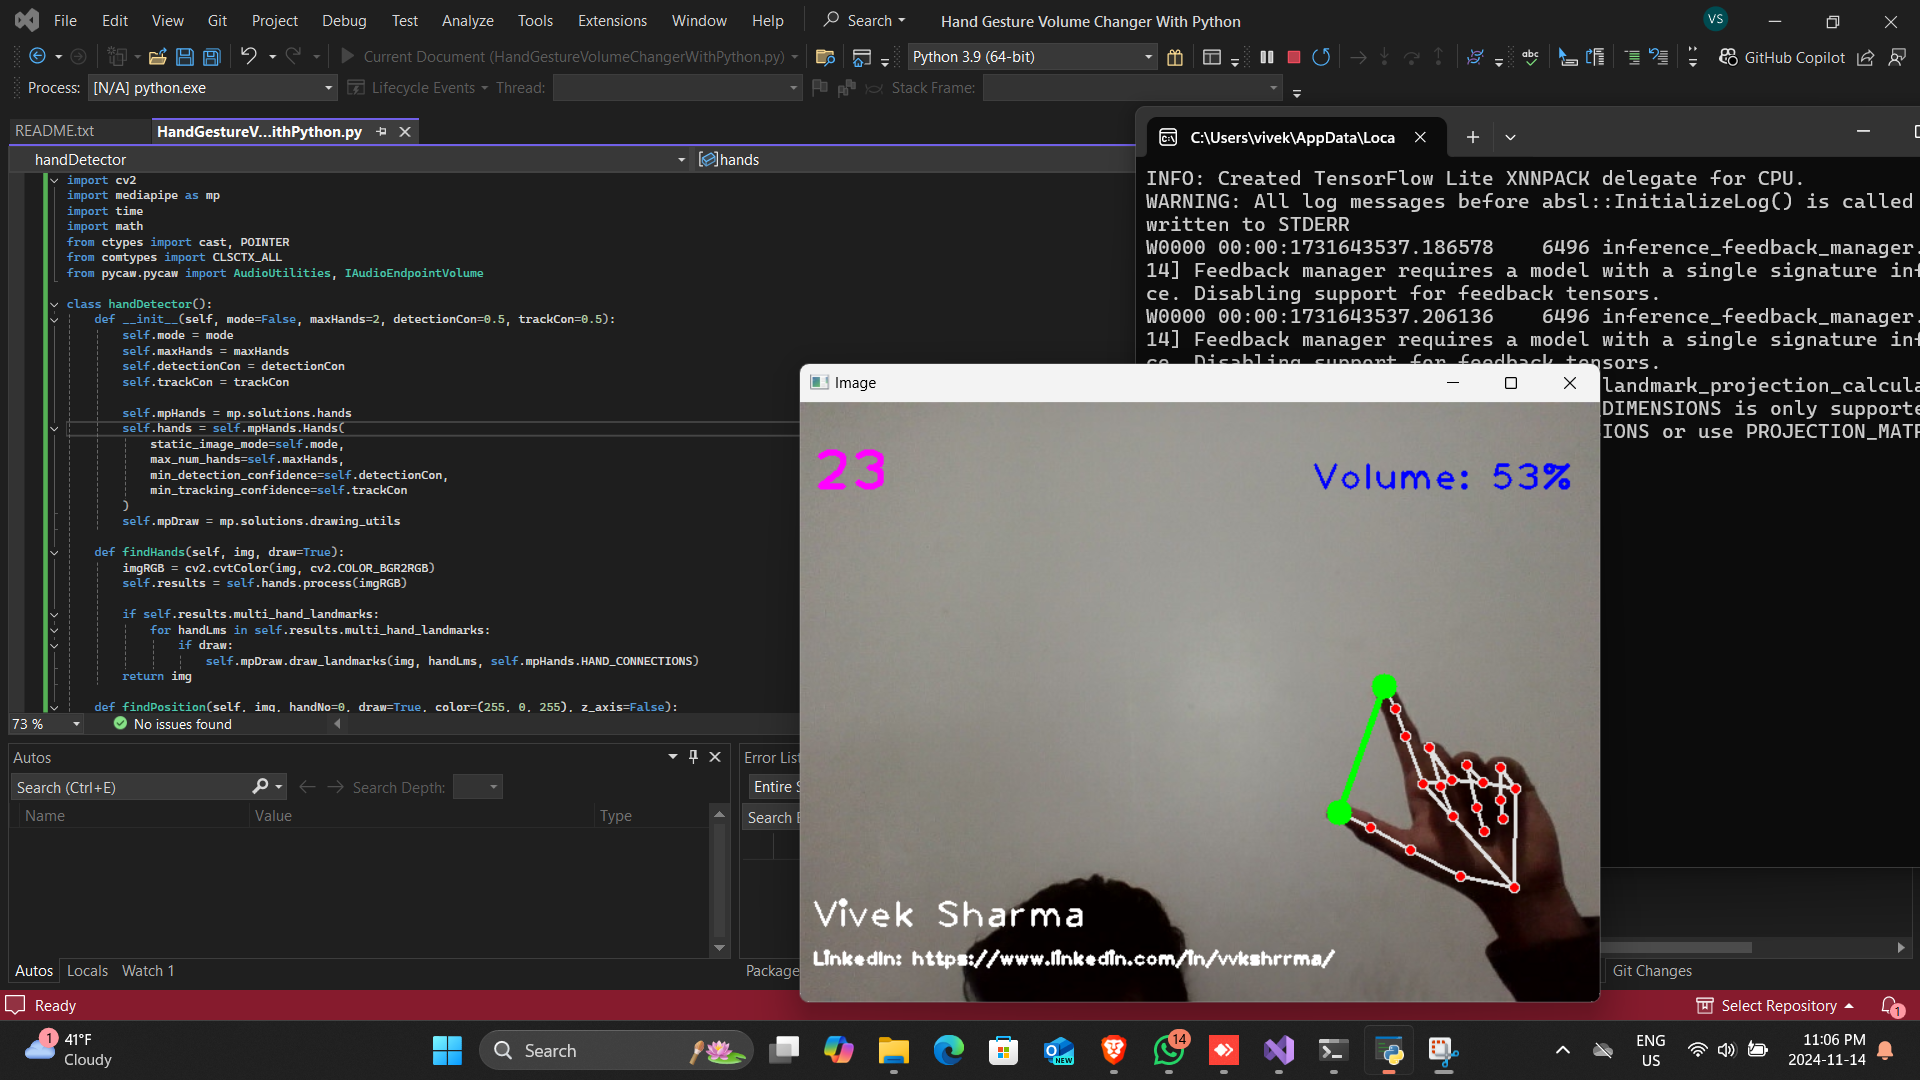 File Edit View Git Project Debug Test Analyze Tools Extensions Window Help Search Hand Gesture Volume Changer With Python VS
Current Document (HandGestureVolumeChangerWithPython.py) Python 3.9 (64-bit) abc GitHub Copilot
Process: [N/A] python.exe Lifecycle Events Thread: Stack Frame:
README.txt HandGestureV...ithPython.py
handDetector hands
import cv2
import mediapipe as mp
import time
import math
from ctypes import cast, POINTER
from comtypes import CLSCTX_ALL
from pycaw.pycaw import AudioUtilities, IAudioEndpointVolume
class handDetector():
def __init__(self, mode=False, maxHands=2, detectionCon=0.5, trackCon=0.5):
self.mode = mode
self.maxHands = maxHands
self.detectionCon = detectionCon
self.trackCon = trackCon
self.mpHands = mp.solutions.hands
self.hands = self.mpHands.Hands(
static_image_mode=self.mode,
max_num_hands=self.maxHands,
min_detection_confidence=self.detectionCon,
min_tracking_confidence=self.trackCon
)
self.mpDraw = mp.solutions.drawing_utils
def findHands(self, img, draw=True):
imgRGB = cv2.cvtColor(img, cv2.COLOR_BGR2RGB)
self.results = self.hands.process(imgRGB)
if self.results.multi_hand_landmarks:
for handLms in self.results.multi_hand_landmarks:
if draw:
self.mpDraw.draw_landmarks(img, handLms, self.mpHands.HAND_CONNECTIONS)
return img
def findPosition(self, img, handNo=0, draw=True, color=(255, 0, 255), z_axis=False):
73 % No issues found
C:\Users\vivek\AppData\Loca
INFO: Created TensorFlow Lite XNNPACK delegate for CPU.
WARNING: All log messages before absl::InitializeLog() is called
written to STDERR
W0000 00:00:1731643537.186578 6496 inference_feedback_manager.
14] Feedback manager requires a model with a single signature inf
ce. Disabling support for feedback tensors.
W0000 00:00:1731643537.206136 6496 inference_feedback_manager.
14] Feedback manager requires a model with a single signature inf
ce. Disabling support for feedback tensors.
landmark_projection_calcula
DIMENSIONS is only supporte
IONS or use PROJECTION_MATR
Image
23
Volume: 53%
Vivek Sharma
LinkedIn: https://www.linkedin.com/in/vvkshrrma/
Autos
Search (Ctrl+E) Search Depth:
Name Value Type
Autos Locals Watch 1
Error List
Entire S
Search E
Package
Git Changes
Ready Select Repository 1
1 41°F
Cloudy
Search
NEW
14
ENG
US
11:06 PM
2024-11-14